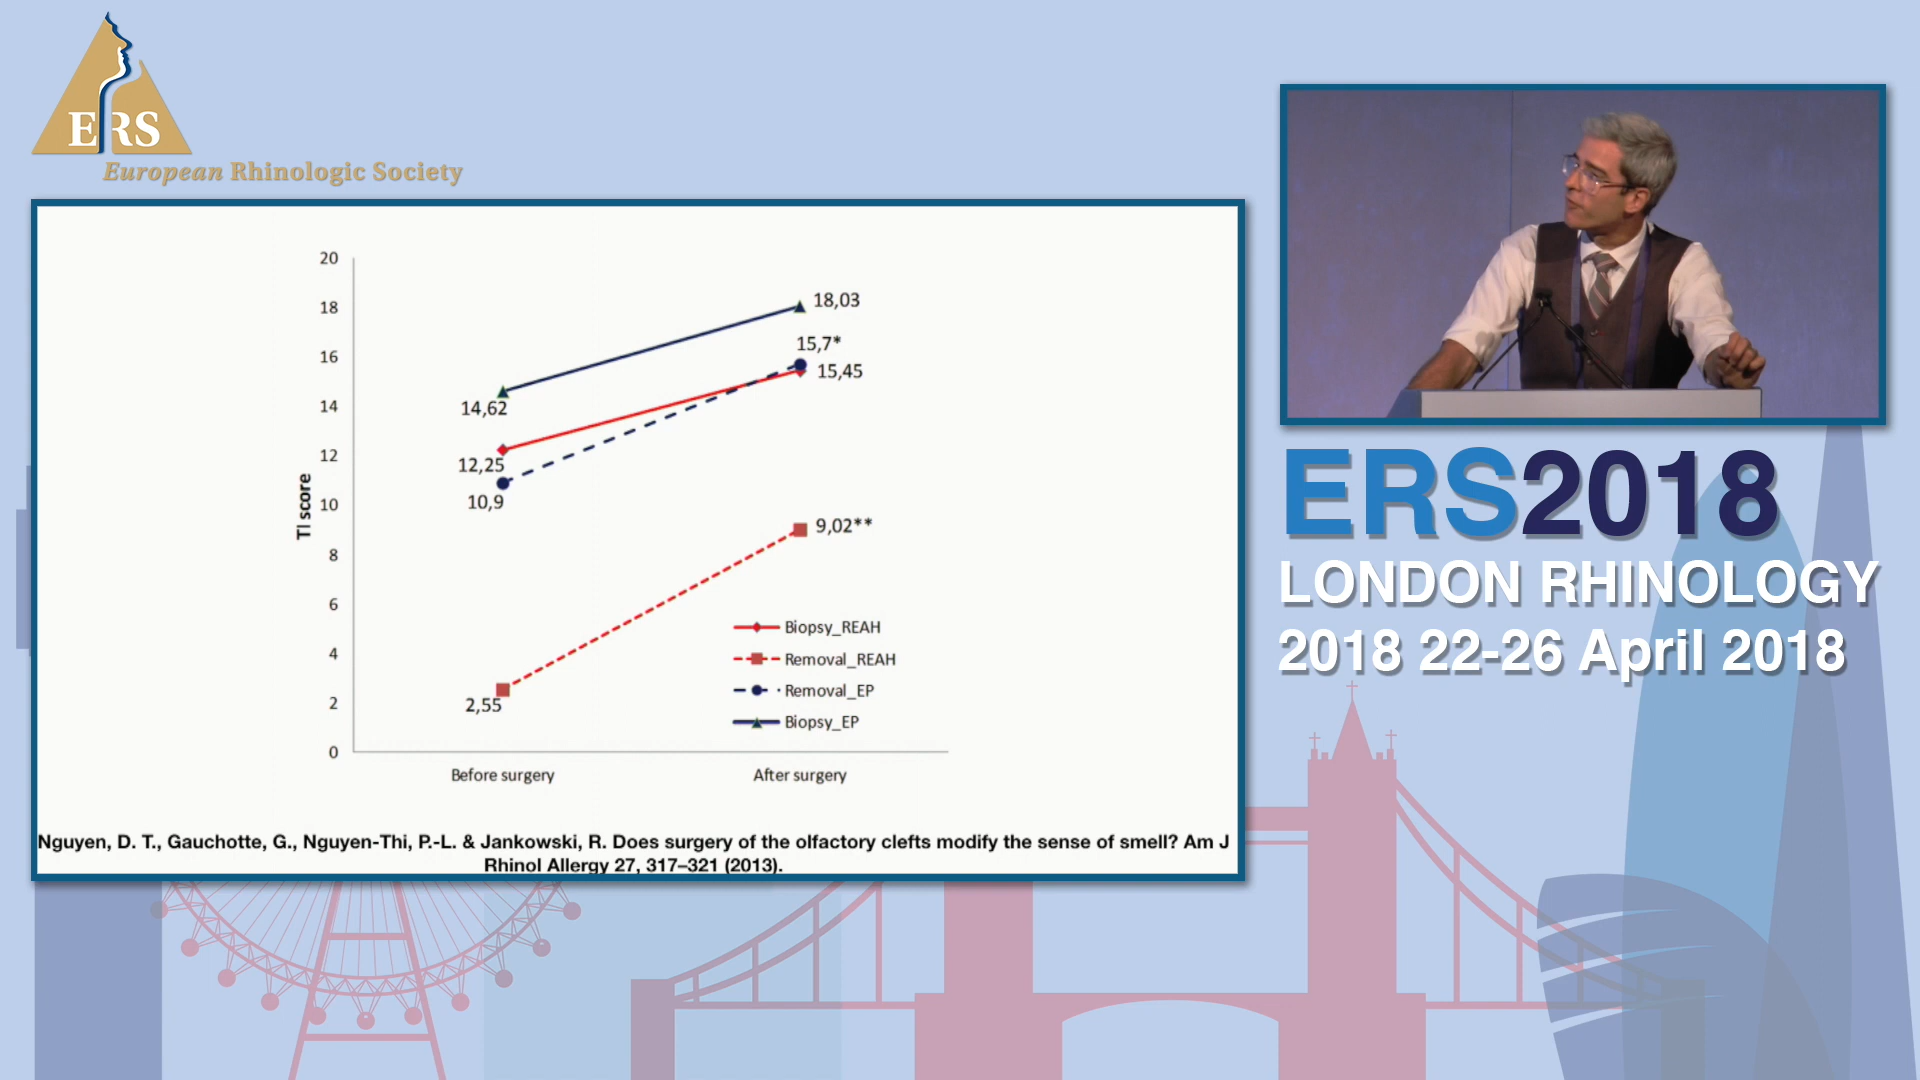 ERS
European Rhinologic Society
20
18
16
14
12
10
8
6
4
2
0
TI score
18,03
15,7*
15,45
14,62
12,25
10,9
9,02**
2,55
Biopsy_REAH
Removal_REAH
Removal_EP
Biopsy_EP
Before surgery
After surgery
Nguyen, D. T., Gauchotte, G., Nguyen-Thi, P.-L. & Jankowski, R. Does surgery of the olfactory clefts modify the sense of smell? Am J
Rhinol Allergy 27, 317–321 (2013).
ERS2018
LONDON RHINOLOGY
2018 22-26 April 2018